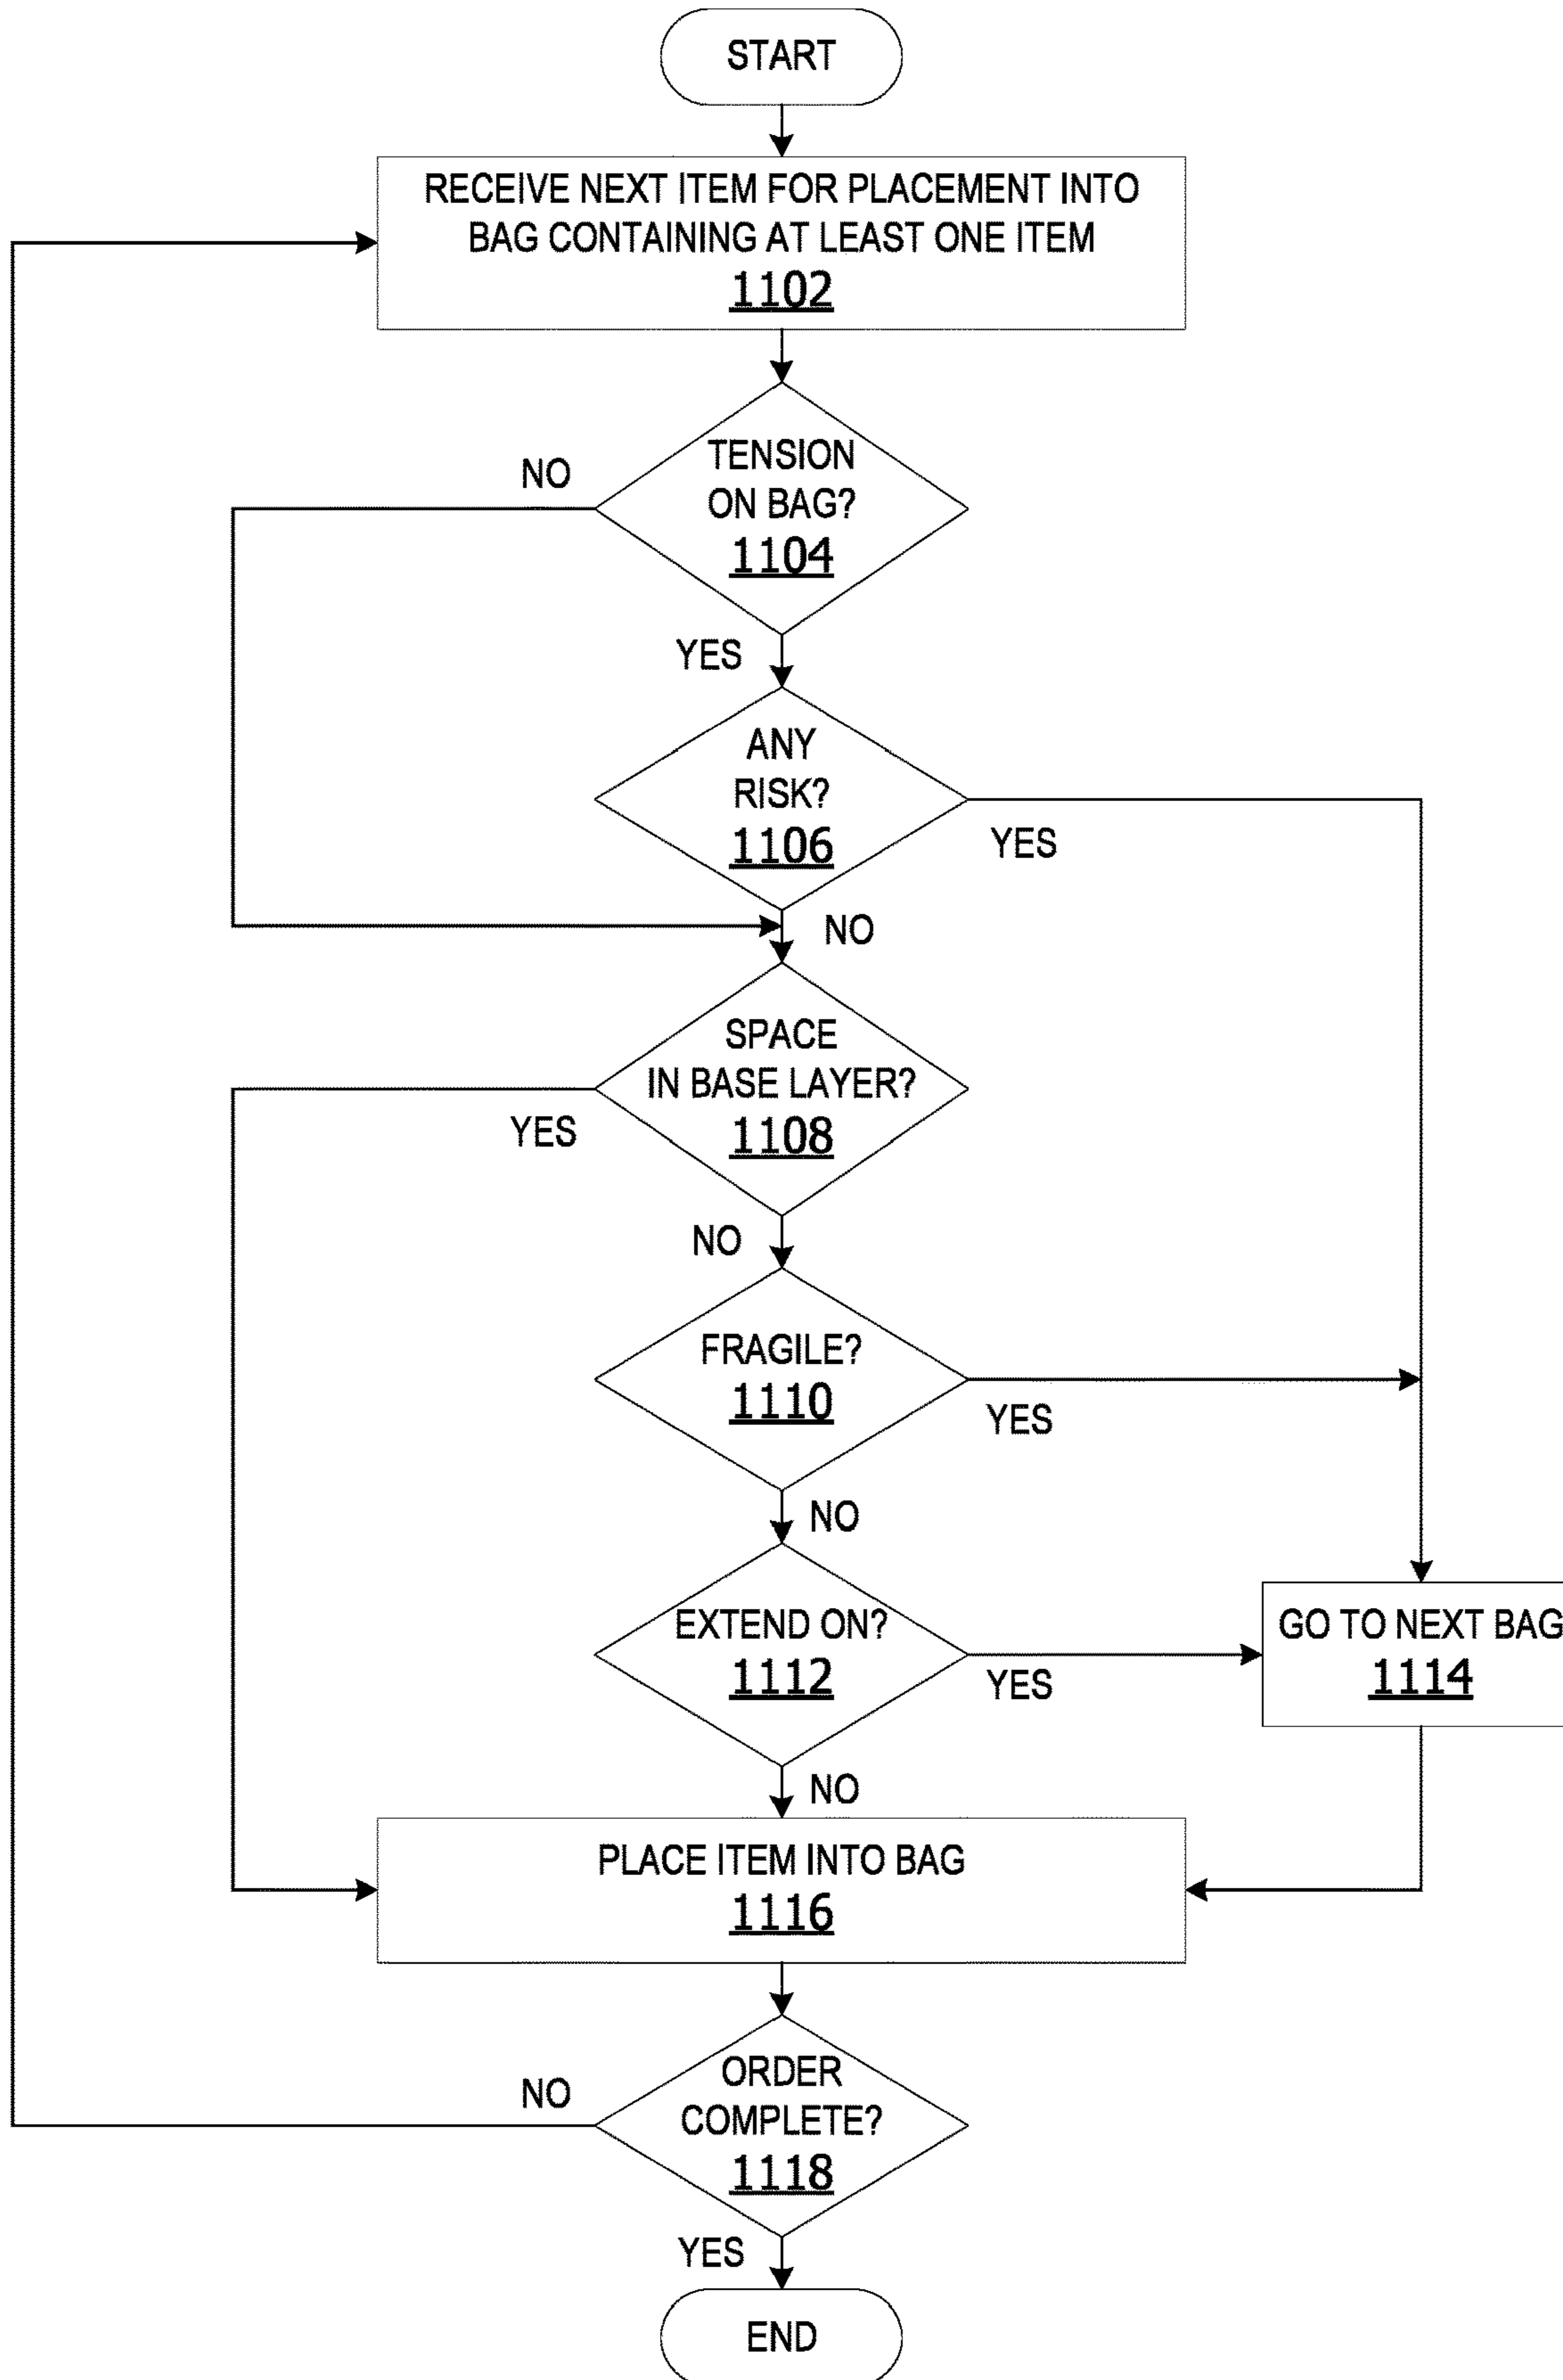 START
RECEIVE NEXT ITEM FOR PLACEMENT INTO
BAG CONTAINING AT LEAST ONE ITEM
1102
TENSION
ON BAG?
1104
NO
YES
ANY
RISK?
1106
YES
NO
SPACE
IN BASE LAYER?
1108
YES
NO
FRAGILE?
1110
YES
NO
EXTEND ON?
1112
YES
GO TO NEXT BAG
1114
NO
PLACE ITEM INTO BAG
1116
ORDER
COMPLETE?
1118
NO
YES
END